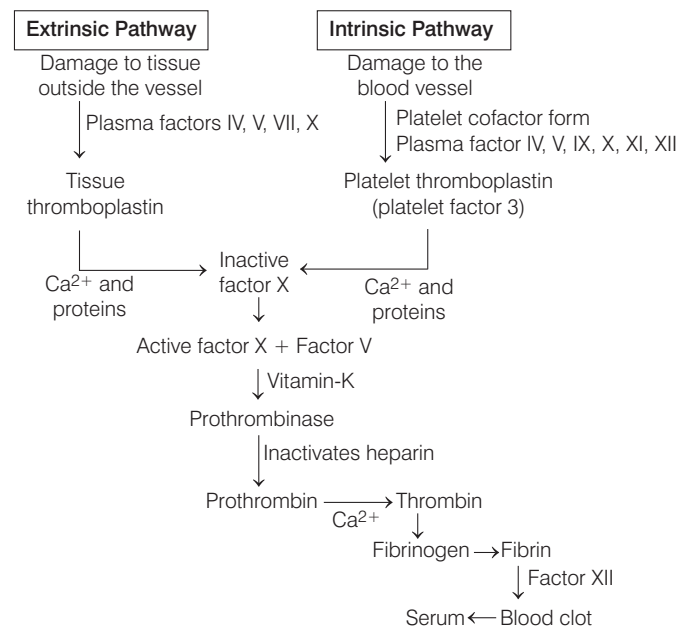 Extrinsic Pathway
Intrinsic Pathway
Damage to tissue
outside the vessel
Damage to the
blood vessel
Plasma factors IV, V, VII, X
Platelet cofactor form
Plasma factor IV, V, IX, X, XI, XII
Tissue
thromboplastin
Platelet thromboplastin
(platelet factor 3)
Inactive
factor X
Ca2+ and
proteins
Ca2+ and
proteins
Active factor X + Factor V
Vitamin-K
Prothrombinase
Inactivates heparin
Prothrombin
Thrombin
Ca2+
Fibrinogen
Fibrin
Factor XII
Serum
Blood clot